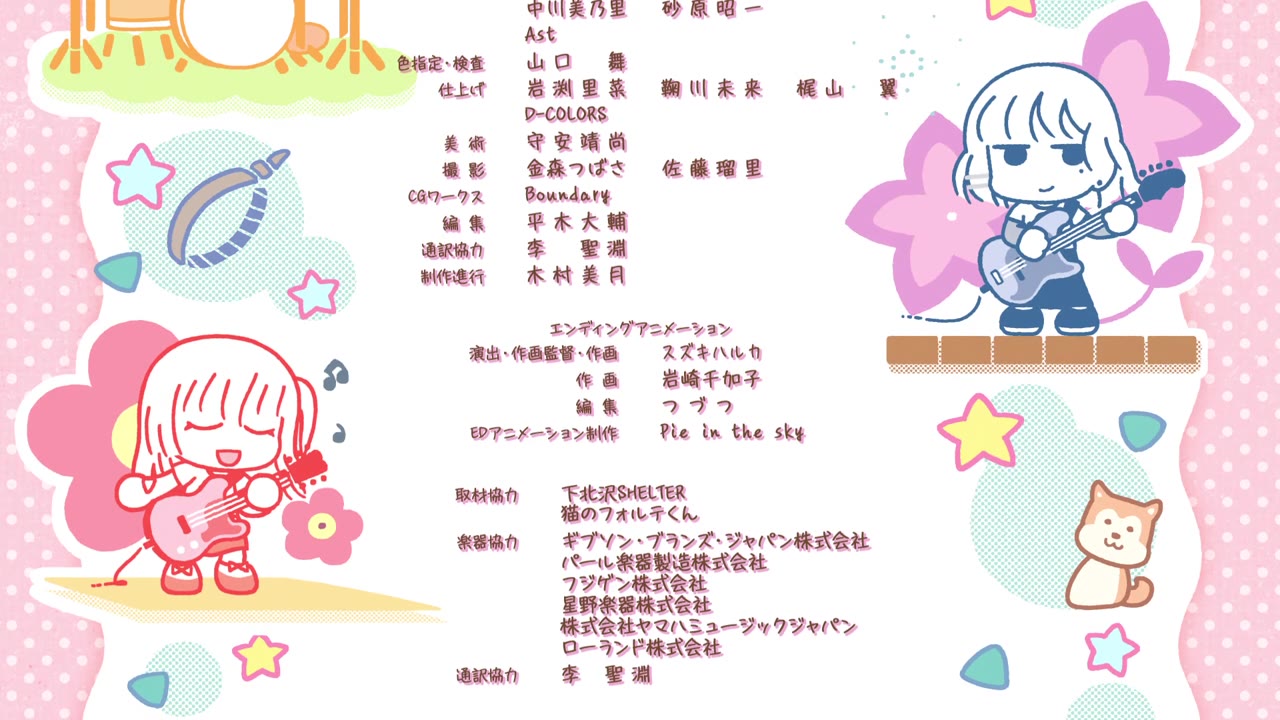 中川美乃里 砂原昭一
Ast
色指定・検査 山口 舞
仕上げ 岩渕里菜 鞠川未来 梶山 翼
D-COLORS
美術 守安靖尚
撮影 金森つばさ 佐藤瑠里
CGワークス Boundary
編集 平木大輔
通訳協力 李 聖淵
制作進行 木村美月
エンディングアニメーション
演出・作画監督・作画 スズキハルカ
作画 岩崎千加子
編集 つづつ
EDアニメーション制作 Pie in the sky
取材協力 下北沢SHELTER
猫のフォルテくん
楽器協力 ギブソン・ブランズ・ジャパン株式会社
パール楽器製造株式会社
フジゲン株式会社
星野楽器株式会社
株式会社ヤマハミュージックジャパン
ローランド株式会社
通訳協力 李 聖淵